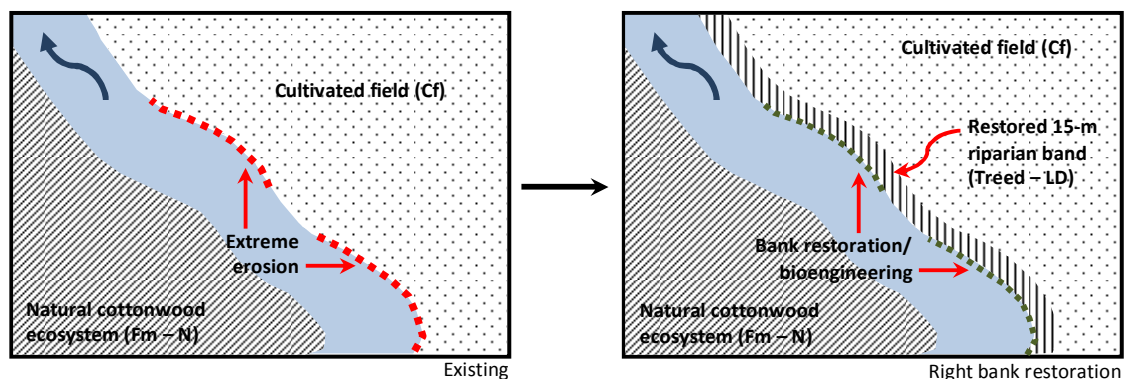 Cultivated field (Cf)
Extreme
erosion
Natural cottonwood
ecosystem (Fm – N)
Existing
Cultivated field (Cf)
Restored 15-m
riparian band
(Treed – LD)
Bank restoration/
bioengineering
Natural cottonwood
ecosystem (Fm – N)
Right bank restoration